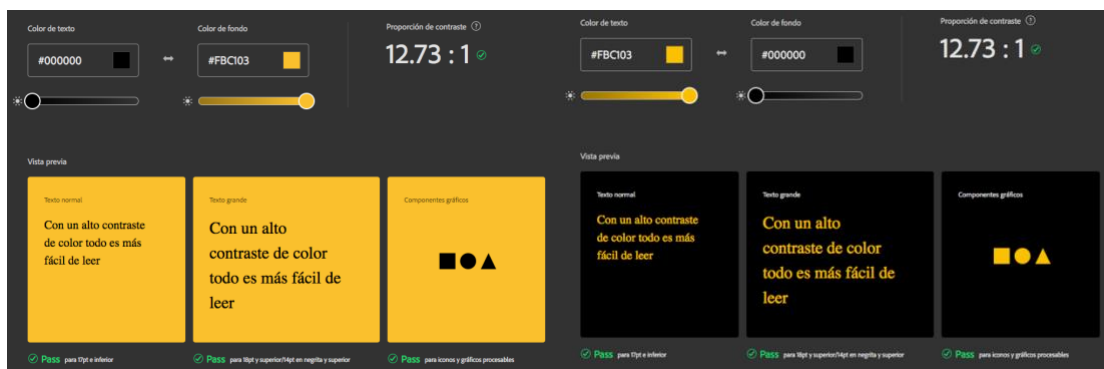 Color de texto
Color de fondo
Proporción de contraste ?
#000000
#FBC103
12.73 : 1
Vista previa
Texto normal
Con un alto contraste
de color todo es más
fácil de leer
Texto grande
Con un alto
contraste de color
todo es más fácil de
leer
Componentes gráficos
Pass para 17pt e inferior
Pass para 18pt y superior/14pt en negrita y superior
Pass para iconos y gráficos procesables
Color de texto
Color de fondo
Proporción de contraste ?
#FBC103
#000000
12.73 : 1
Vista previa
Texto normal
Con un alto contraste
de color todo es más
fácil de leer
Texto grande
Con un alto
contraste de color
todo es más fácil de
leer
Componentes gráficos
Pass para 17pt e inferior
Pass para 18pt y superior/14pt en negrita y superior
Pass para iconos y gráficos procesables